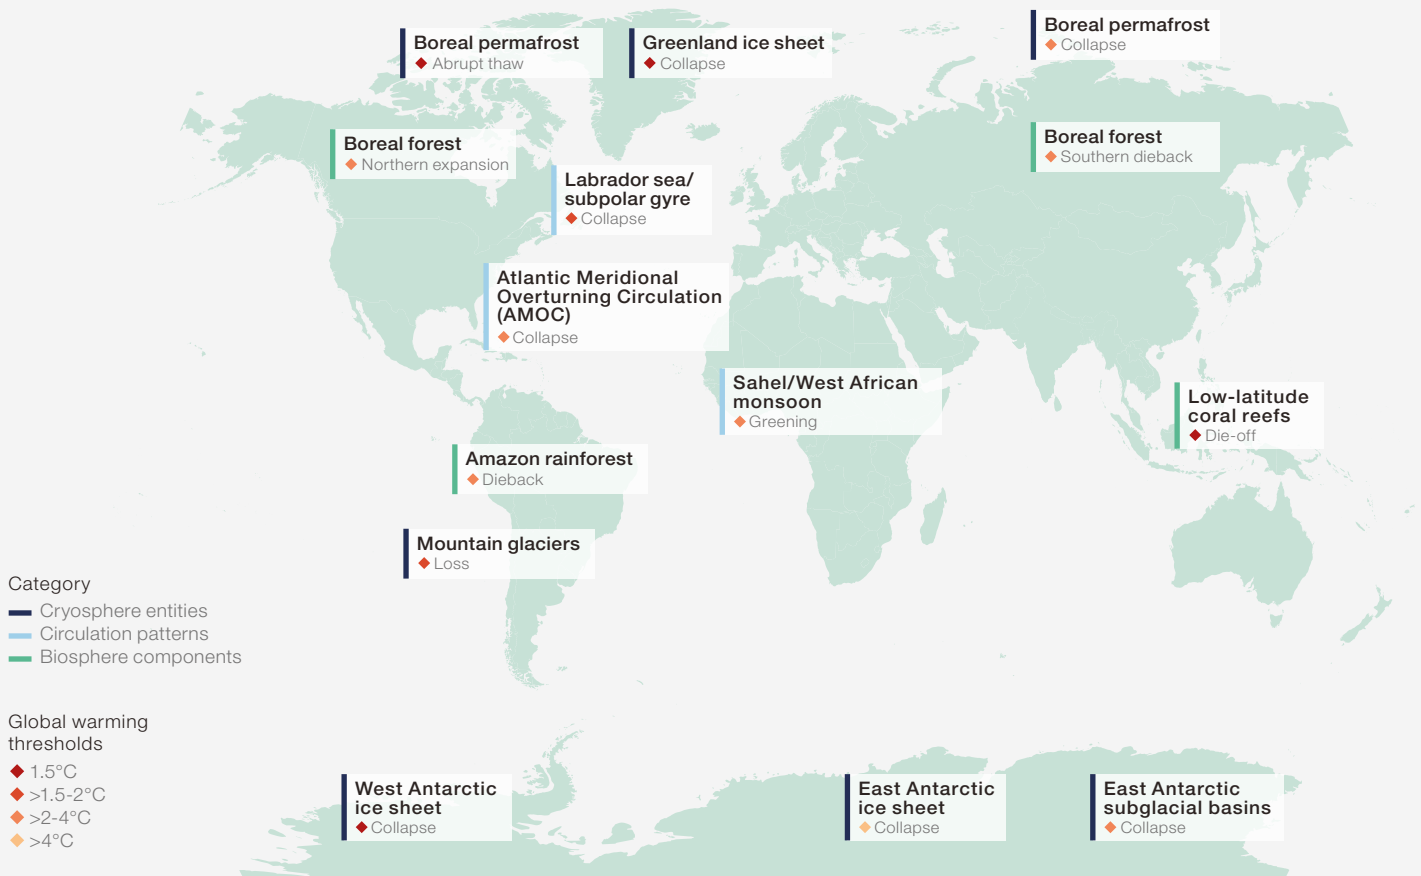 Boreal permafrost
Abrupt thaw
Greenland ice sheet
Collapse
Boreal permafrost
Collapse
Boreal forest
Northern expansion
Boreal forest
Southern dieback
Labrador sea/
subpolar gyre
Collapse
Atlantic Meridional
Overturning Circulation
(AMOC)
Collapse
Sahel/West African
monsoon
Greening
Low-latitude
coral reefs
Die-off
Amazon rainforest
Dieback
Mountain glaciers
Loss
Category
Cryosphere entities
Circulation patterns
Biosphere components
Global warming
thresholds
1.5°C
>1.5-2°C
>2-4°C
>4°C
West Antarctic
ice sheet
Collapse
East Antarctic
ice sheet
Collapse
East Antarctic
subglacial basins
Collapse